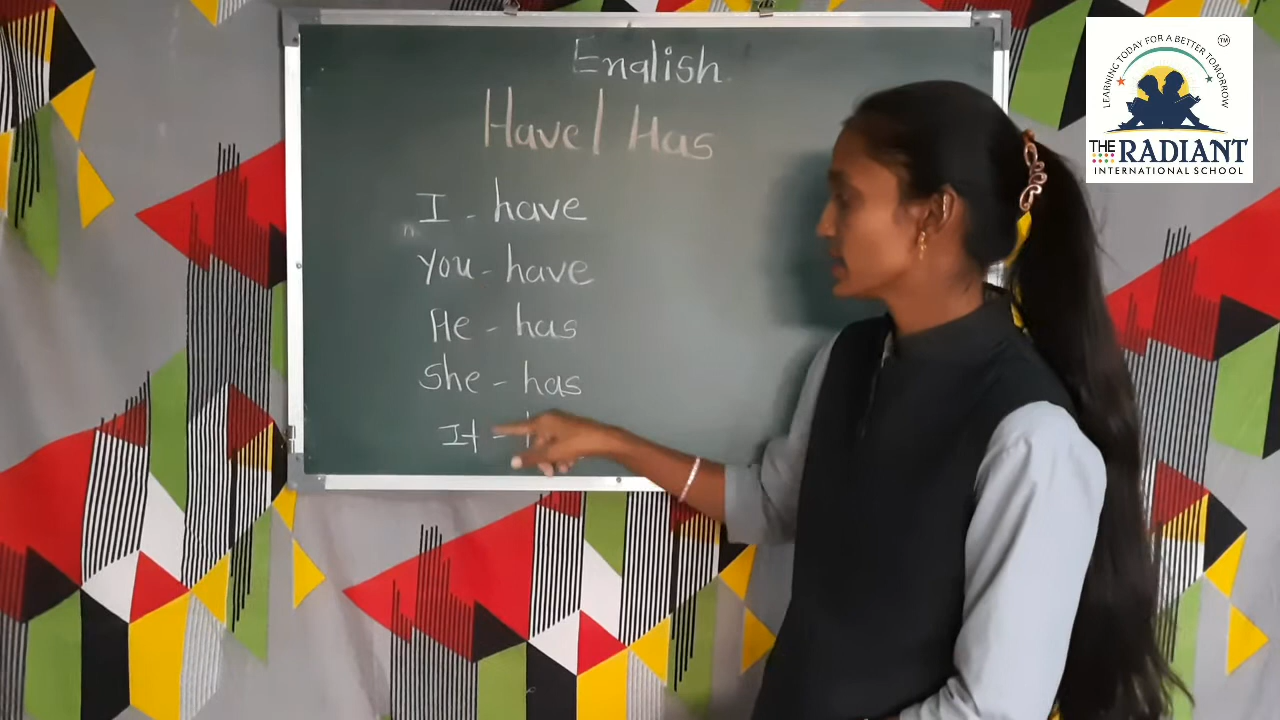 English
Have/Has
I - have
You - have
He - has
She - has
It -
LEARNING TODAY FOR A BETTER TOMORROW
TM
THE RADIANT
INTERNATIONAL SCHOOL